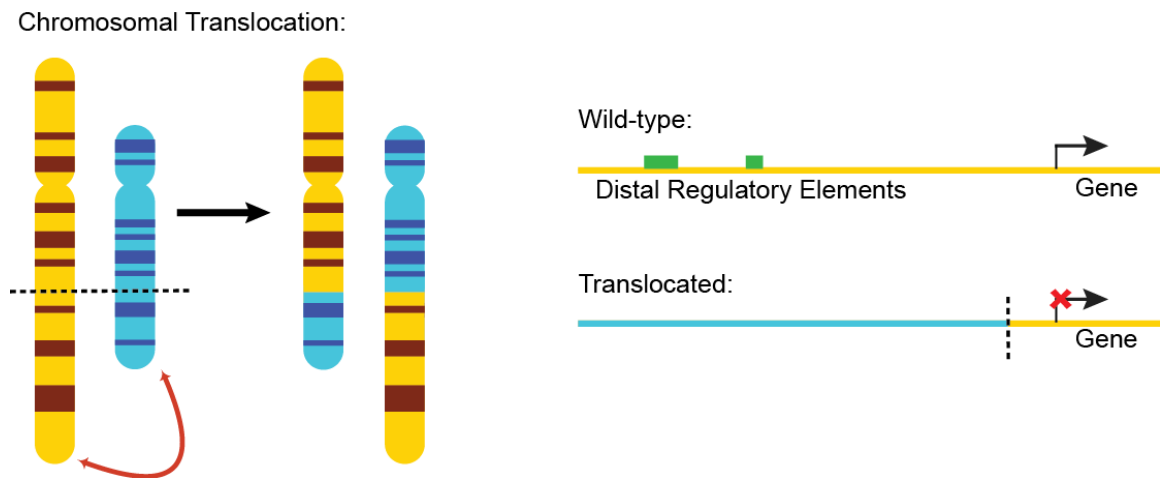 Chromosomal Translocation:
Wild-type:
Distal Regulatory Elements
Gene
Translocated:
Gene